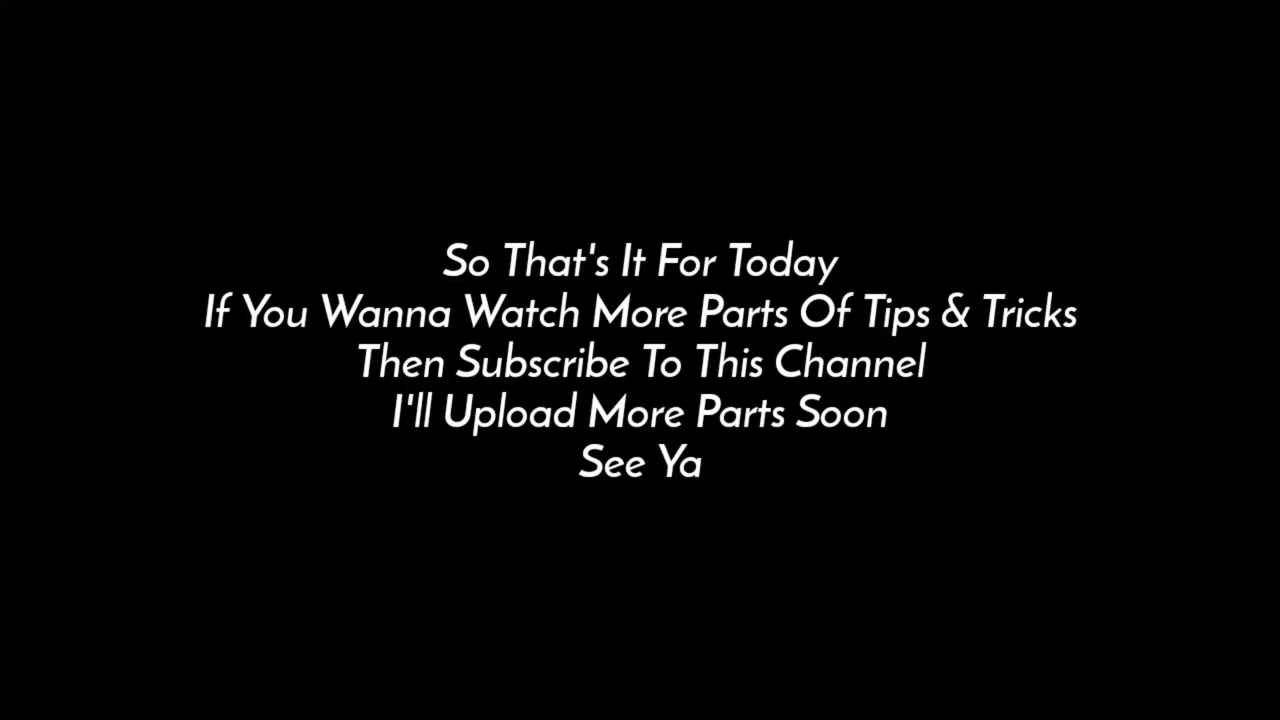 So That's It For Today
If You Wanna Watch More Parts Of Tips & Tricks
Then Subscribe To This Channel
I'll Upload More Parts Soon
See Ya